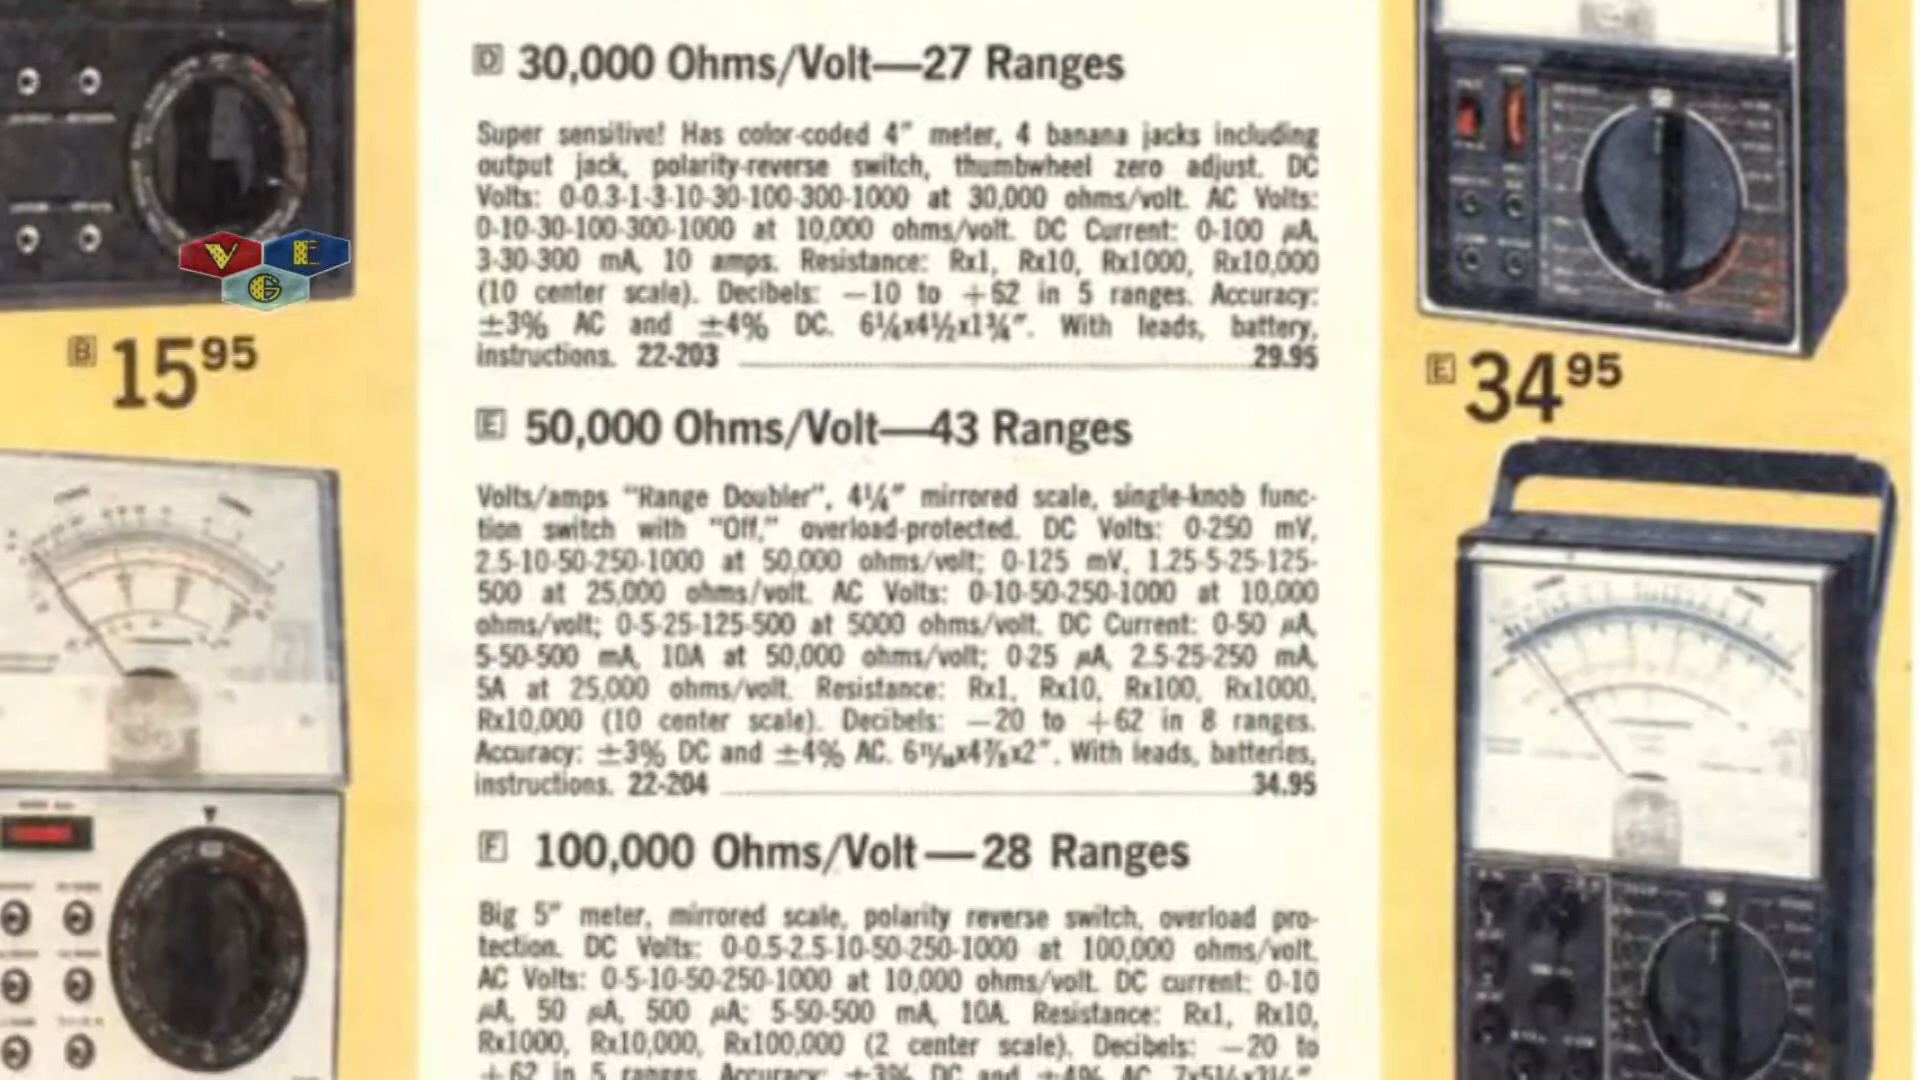 D 30,000 Ohms/Volt—27 Ranges
Super sensitive! Has color-coded 4" meter, 4 banana jacks including
output jack, polarity-reverse switch, thumbwheel zero adjust. DC
Volts: 0-0.3-1-3-10-30-100-300-1000 at 30,000 ohms/volt. AC Volts:
0-10-30-100-300-1000 at 10,000 ohms/volt. DC Current: 0-100 µA,
3-30-300 mA, 10 amps. Resistance: Rx1, Rx10, Rx1000, Rx10,000
(10 center scale). Decibels: —10 to +62 in 5 ranges. Accuracy:
±3% AC and ±4% DC. With leads, battery,
instructions. 22-203 29.95
E 50,000 Ohms/Volt—43 Ranges
Volts/amps "Range Doubler", 4¼" mirrored scale, single-knob func-
tion switch with "Off," overload-protected. DC Volts: 0-250 mV,
2.5-10-50-250-1000 at 50,000 ohms/volt; 0-125 mV, 1.25-5-25-125-
500 at 25,000 ohms/volt. AC Volts: 0-10-50-250-1000 at 10,000
ohms/volt; 0-5-25-125-500 at 5000 ohms/volt. DC Current: 0-50 µA,
5-50-500 mA, 10A at 50,000 ohms/volt; 0-25 µA, 2.5-25-250 mA,
5A at 25,000 ohms/volt. Resistance: Rx1, Rx10, Rx100, Rx1000,
Rx10,000 (10 center scale). Decibels: —20 to +62 in 8 ranges.
Accuracy: ±3% DC and ±4% AC. With leads, batteries,
instructions. 22-204 34.95
F 100,000 Ohms/Volt—28 Ranges
Big 5" meter, mirrored scale, polarity reverse switch, overload pro-
tection. DC Volts: 0-0.5-2.5-10-50-250-1000 at 100,000 ohms/volt.
AC Volts: 0-5-10-50-250-1000 at 10,000 ohms/volt. DC current: 0-10
µA, 50 µA, 500 µA; 5-50-500 mA, 10A. Resistance: Rx1, Rx10,
Rx1000, Rx10,000, Rx100,000 (2 center scale). Decibels: —20 to
+62 in 5 ranges. Accuracy: ±3% DC and ±4% AC.
V E
G
B 15 95
E 34 95